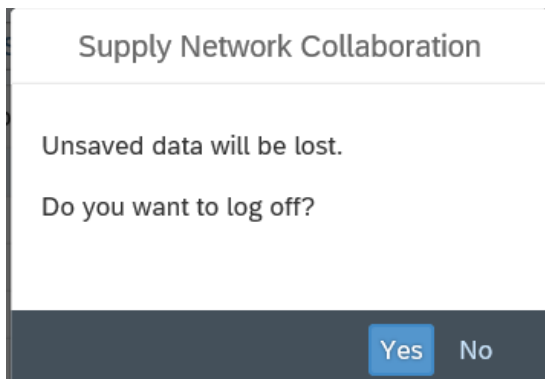 Supply Network Collaboration
Unsaved data will be lost.
Do you want to log off?
Yes No